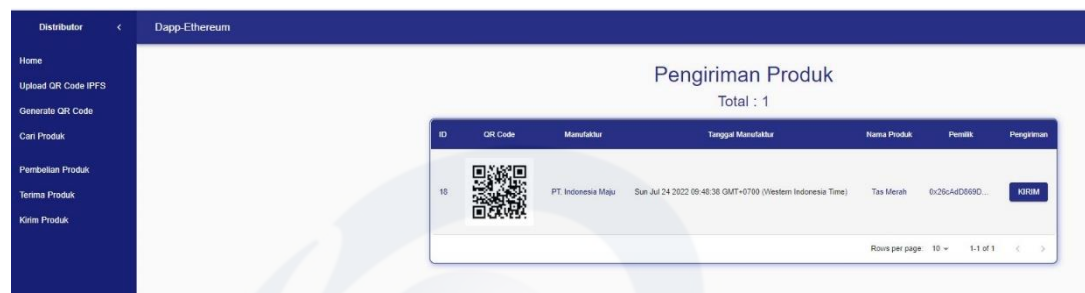 Distributor <
Dapp-Ethereum
Home
Upload QR Code IPFS
Generate QR Code
Cari Produk
Pembelian Produk
Terima Produk
Kirim Produk
Pengiriman Produk
Total : 1
ID QR Code Manufaktur Tanggal Manufaktur Nama Produk Pemilik Pengiriman
18 PT. Indonesia Maju Sun Jul 24 2022 09:48:38 GMT+0700 (Western Indonesia Time) Tas Merah 0x26cAdD869D... KIRIM
Rows per page: 10 1-1 of 1 < >